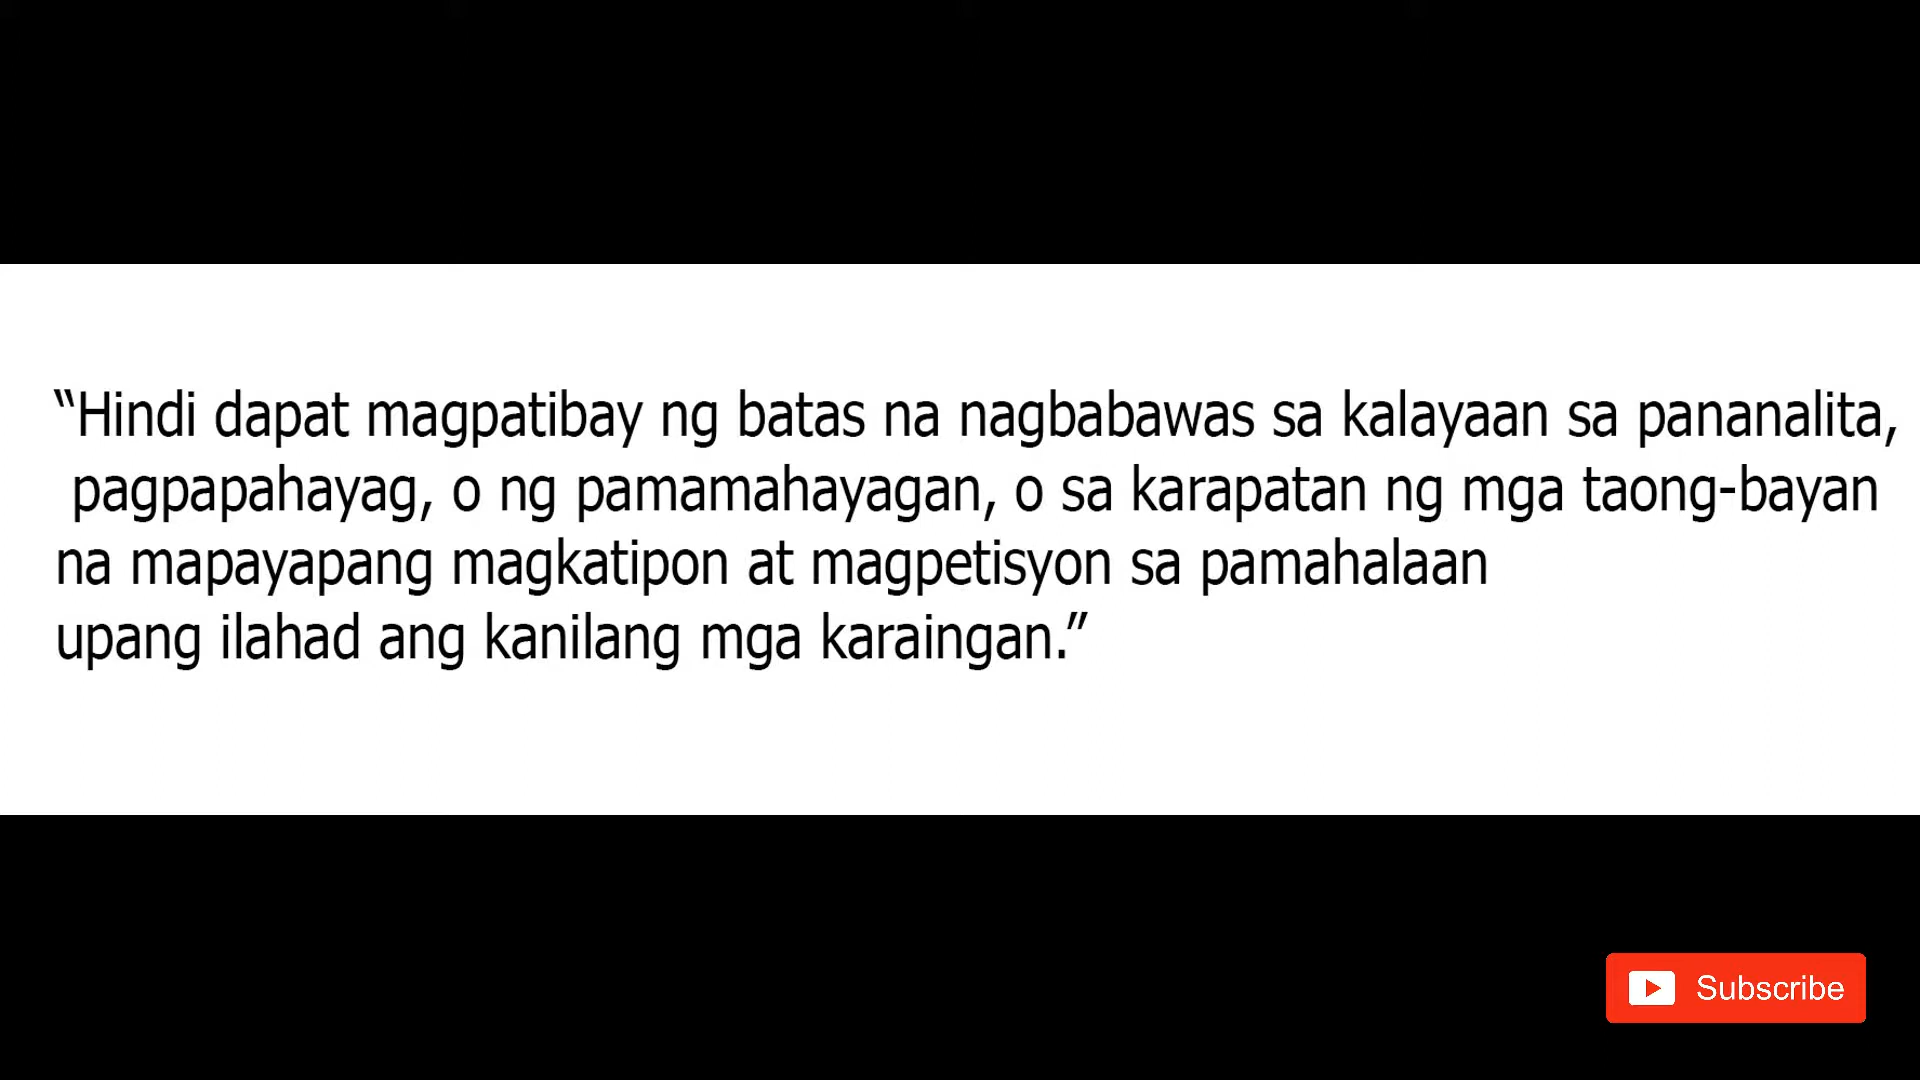 “Hindi dapat magpatibay ng batas na nagbabawas sa kalayaan sa pananalita,
pagpapahayag, o ng pamamahayagan, o sa karapatan ng mga taong-bayan
na mapayapang magkatipon at magpetisyon sa pamahalaan
upang ilahad ang kanilang mga karaingan.”
Subscribe